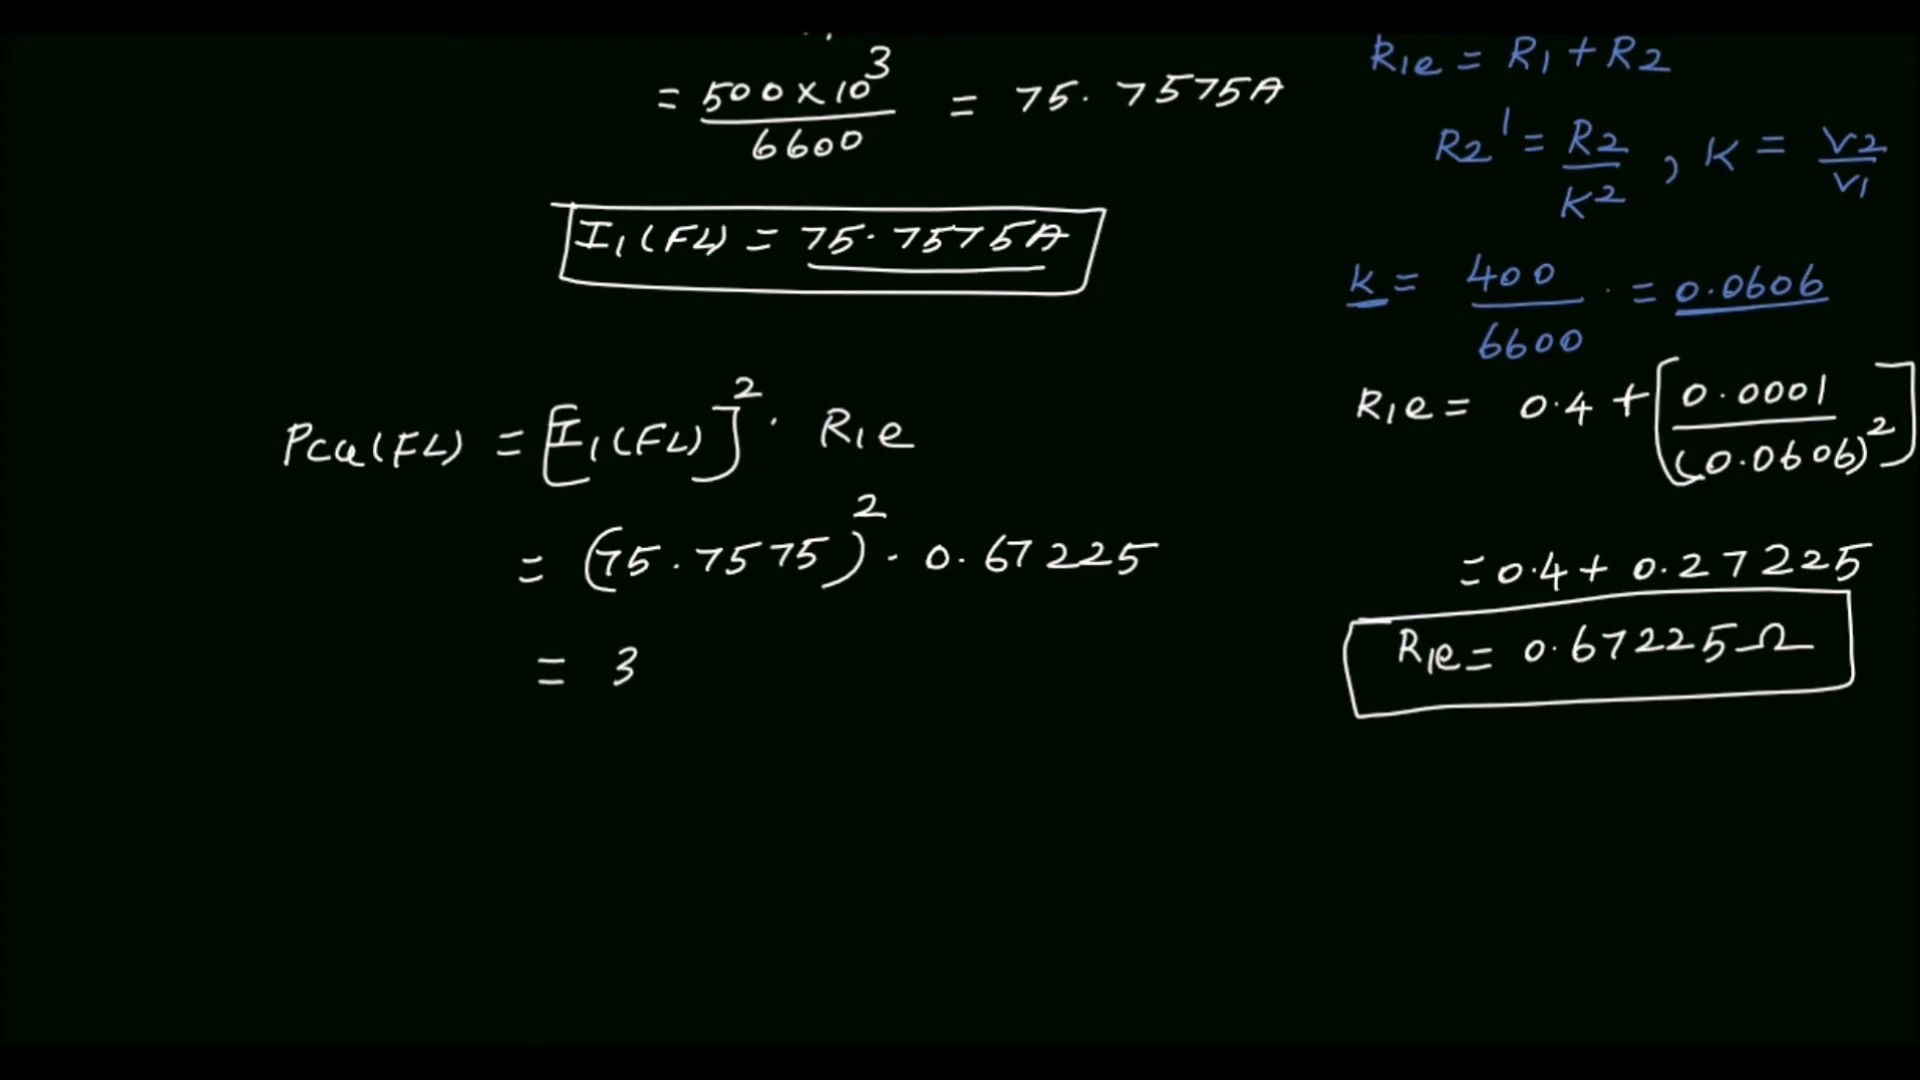 = 500 × 10³ / 6600 = 75.7575A
I₁(FL) = 75.7575A
Pcu(FL) = [I₁(FL)]² · R₁e
= (75.7575)² · 0.67225
= 3
R₁e = R₁ + R₂
R₂' = R₂ / K² , K = V₂ / V₁
k = 400 / 6600 = 0.0606
R₁e = 0.4 + [0.0001 / (0.0606)²]
= 0.4 + 0.27225
R₁e = 0.67225Ω